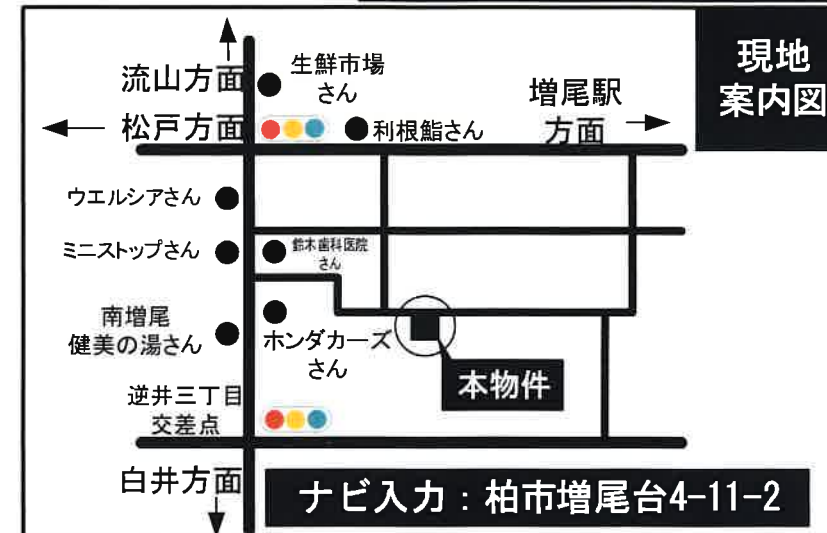 現地
案内図
流山方面
生鮮市場
さん
増尾駅
方面
松戸方面
利根鮨さん
ウエルシアさん
ミニストップさん
鈴木歯科医院
さん
南増尾
健美の湯さん
ホンダカーズ
さん
本物件
逆井三丁目
交差点
白井方面
ナビ入力：柏市増尾台4-11-2